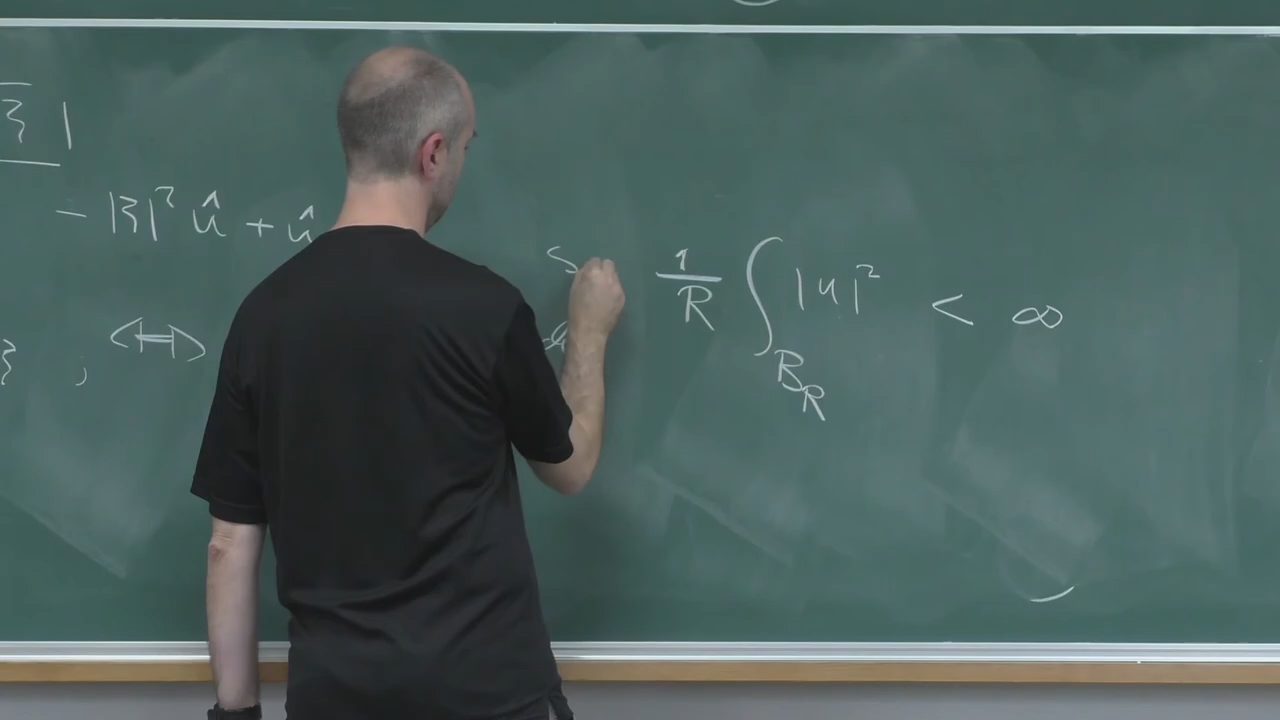 ξ |
- |ξ|² û + û
S 1/R ∫_{B_R} |u|² < ∞
ξ , ⟺